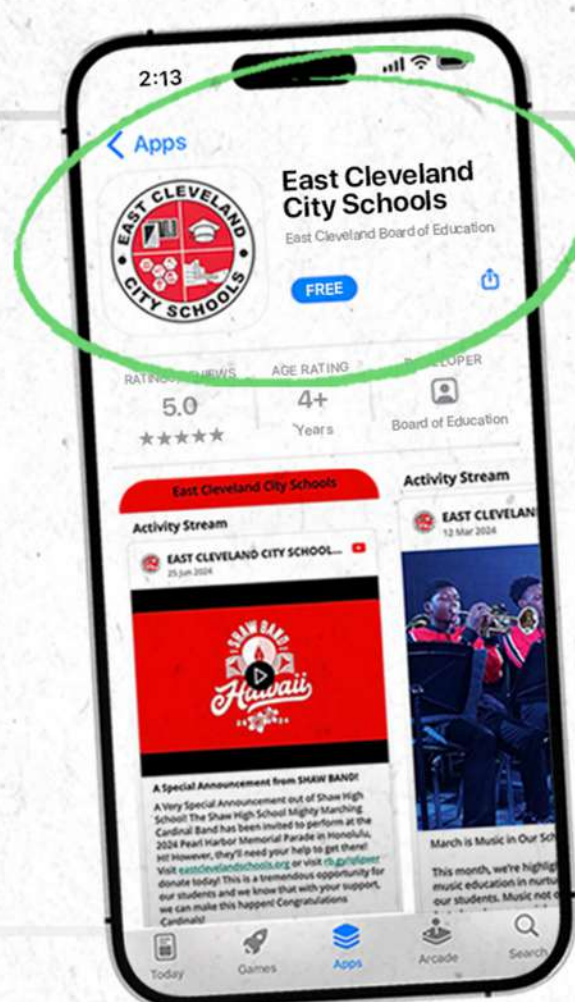 2:13
Apps
EAST CLEVELAND
CITY SCHOOLS
East Cleveland
City Schools
East Cleveland Board of Education
FREE
AGE RATING
5.0
4+
Years
Board of Education
East Cleveland City Schools
Activity Stream
EAST CLEVELAND CITY SCHOOL...
25 Jun 2024
SHAW BAND
Hawaii
A Special Announcement from SHAW BAND!
A Very Special Announcement out of Shaw High
School! The Shaw High School Mighty Marching
Cardinal Band has been invited to perform at the
2024 Pearl Harbor Memorial Parade in Honolulu,
HI! However, they'll need your help to get there!
Visit eastclevelandschools.org or visit
donate today! This is a tremendous opportunity for
our students and we know that with your support,
we can make this happen! Congratulations
Cardinals!
Activity Stream
EAST CLEVELAN
12 Mar 2024
March is Music in Our Sch
This month, we're highlig
music education in nurtu
our students. Music not o
Today
Games
Apps
Arcade
Search